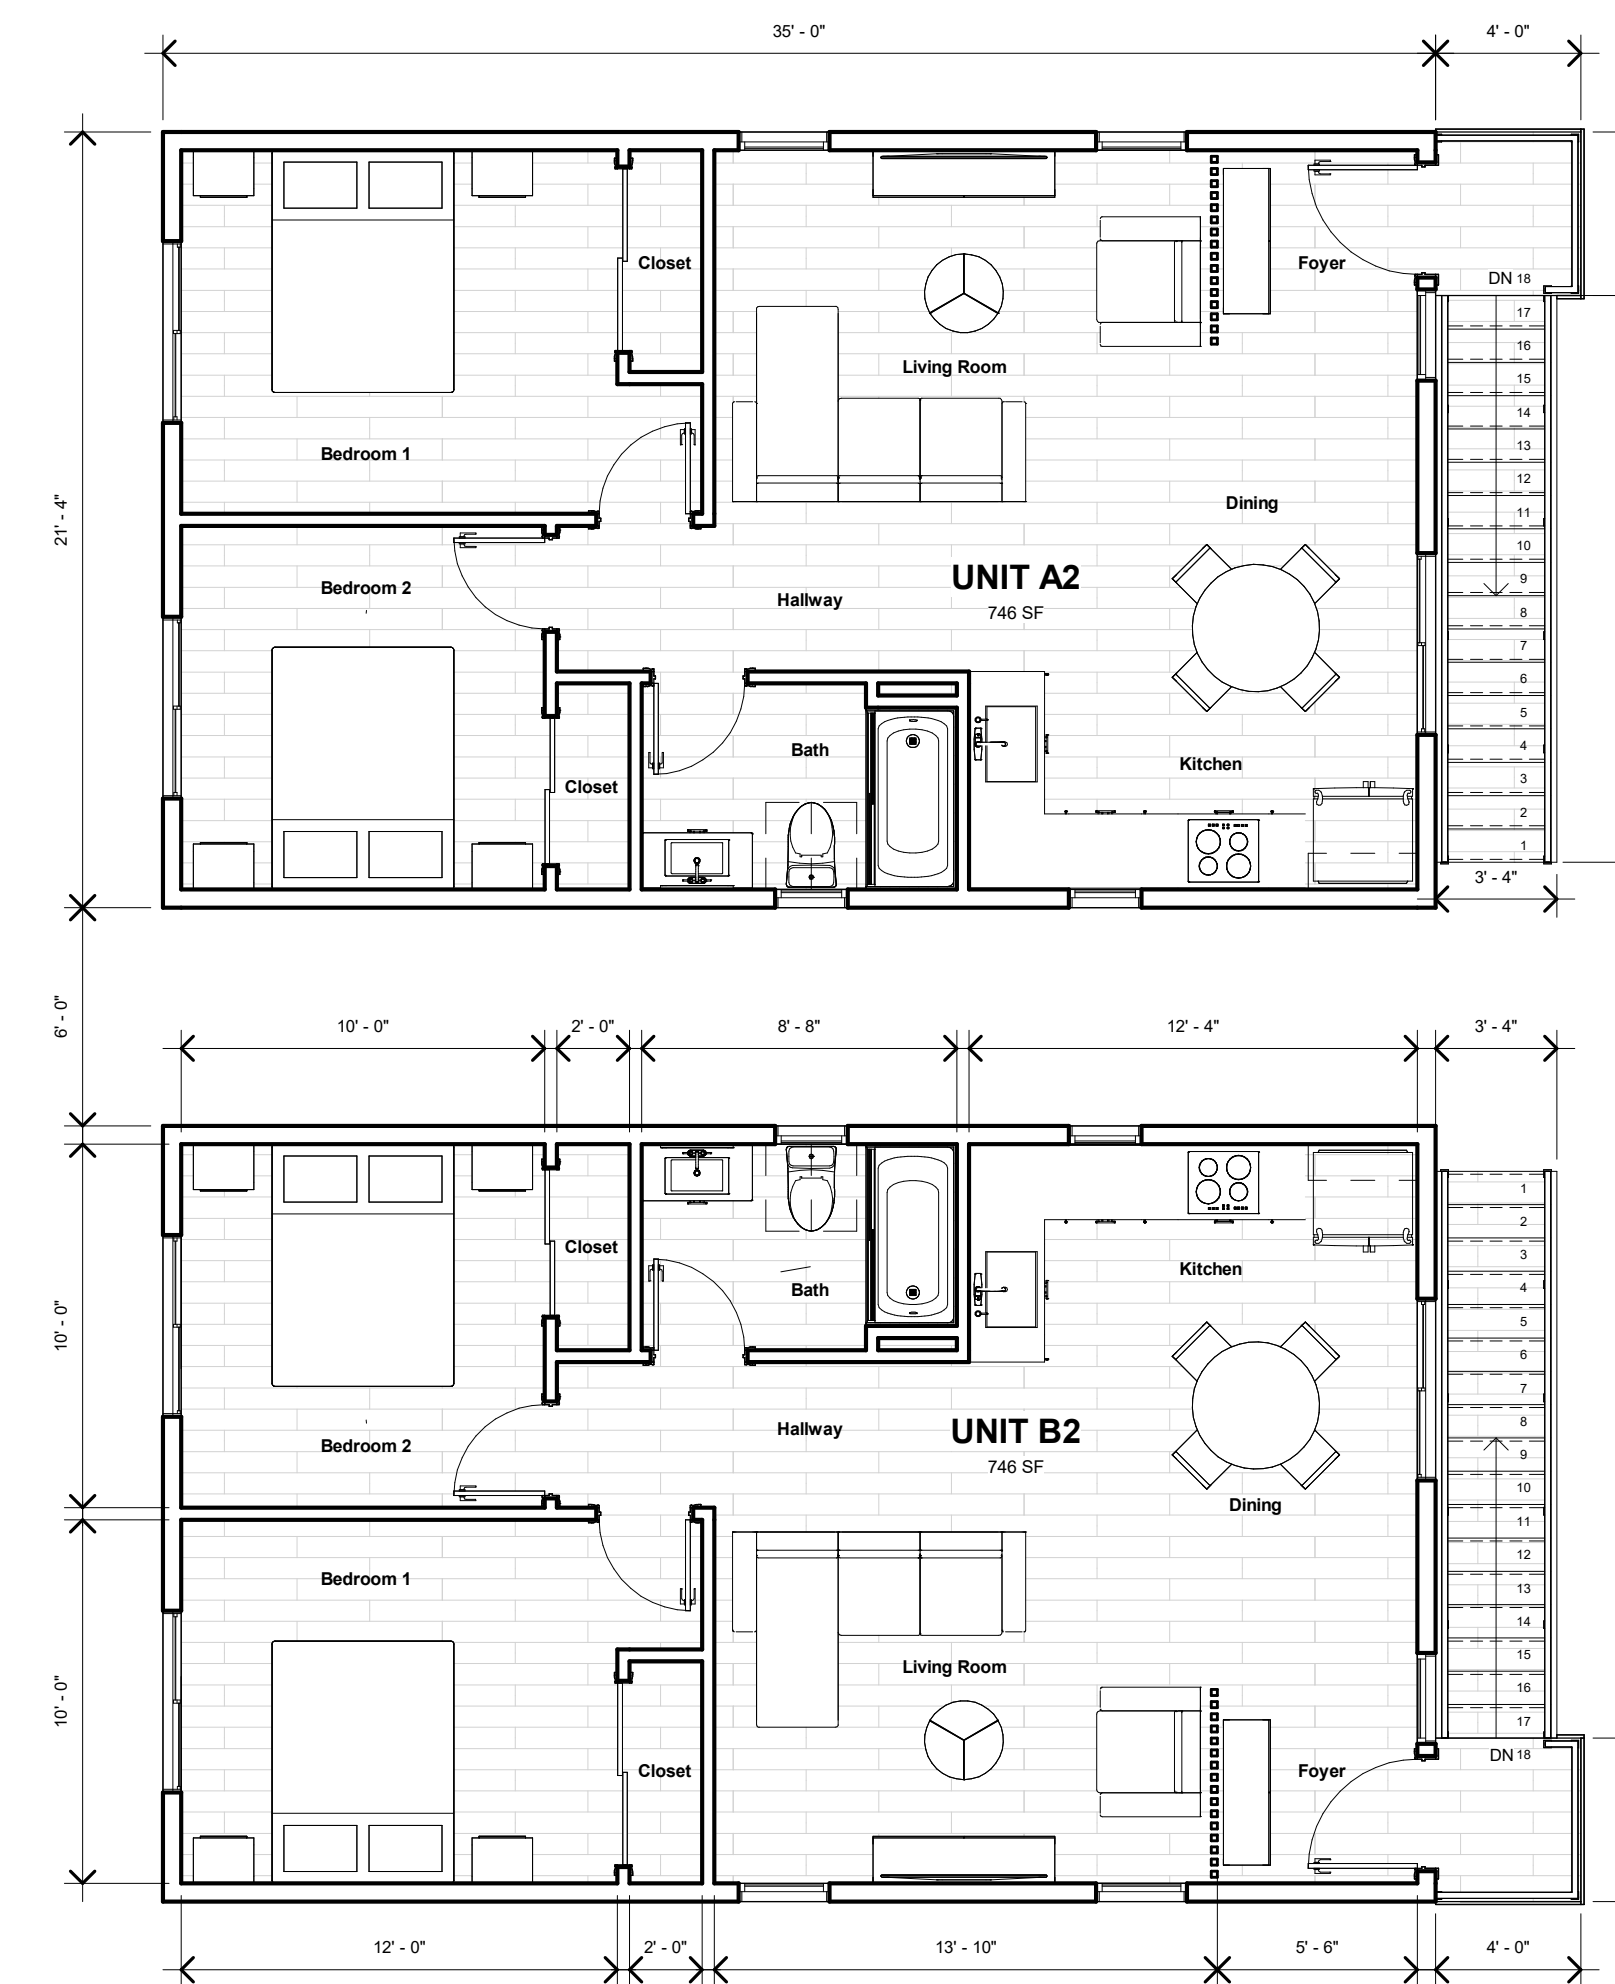 35' - 0"
4' - 0"
21' - 4"
Closet
Foyer
DN 18
17
16
15
14
13
12
11
10
9
8
7
6
5
4
3
2
1
Living Room
Bedroom 1
Dining
Bedroom 2
UNIT A2
746 SF
Hallway
Bath
Kitchen
Closet
3' - 4"
6' - 0"
10' - 0"
2' - 0"
8' - 8"
12' - 4"
3' - 4"
1
2
3
4
5
6
7
8
9
10
11
12
13
14
15
16
17
DN 18
Closet
Bath
Kitchen
10' - 0"
Bedroom 2
Hallway
UNIT B2
746 SF
Dining
Bedroom 1
Living Room
10' - 0"
Closet
Foyer
12' - 0"
2' - 0"
13' - 10"
5' - 6"
4' - 0"